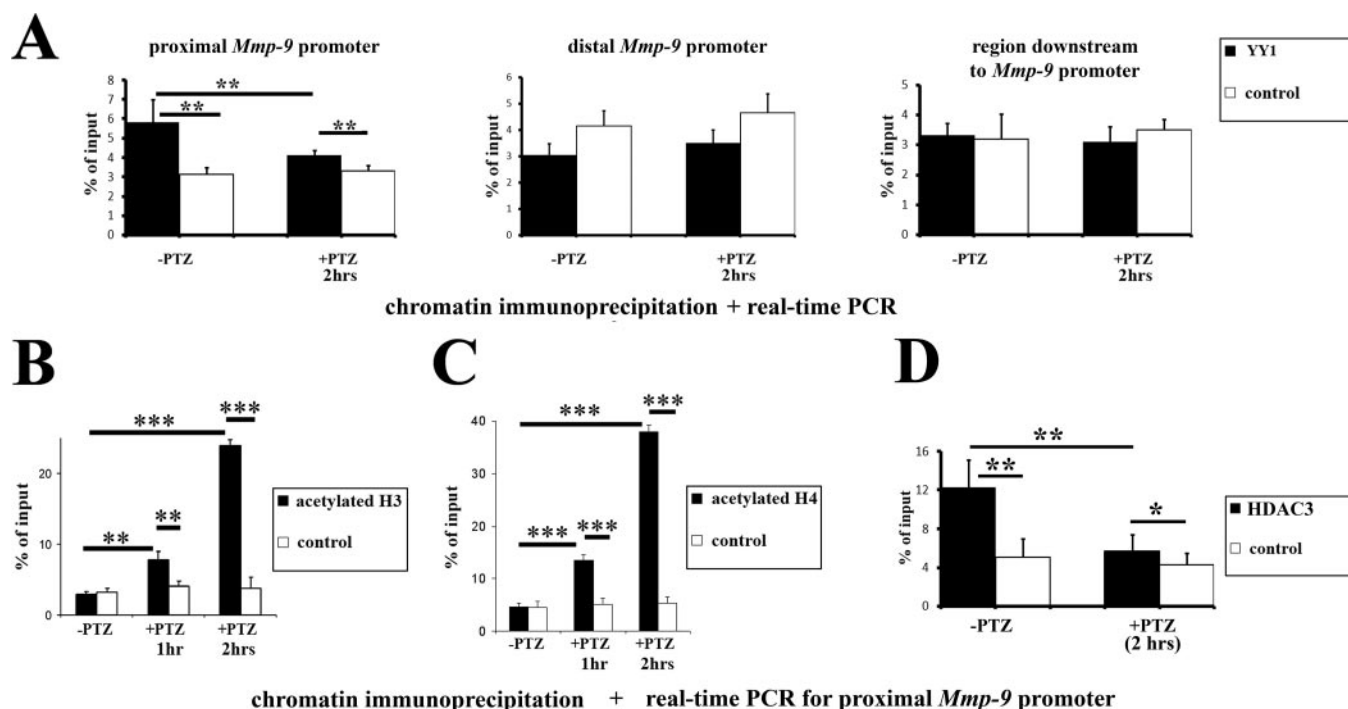 A
proximal Mmp-9 promoter
8
7
6
5
4
3
2
1
0
% of input
**
**
**
-PTZ
+PTZ
2hrs
distal Mmp-9 promoter
6
5
4
3
2
1
0
% of input
-PTZ
+PTZ
2hrs
region downstream
to Mmp-9 promoter
5
4
3
2
1
0
% of input
-PTZ
+PTZ
2hrs
YY1
control
chromatin immunoprecipitation + real-time PCR
B
20
10
0
% of input
***
***
**
**
-PTZ
+PTZ
1hr
+PTZ
2hrs
acetylated H3
control
C
40
30
20
10
0
% of input
***
***
***
***
-PTZ
+PTZ
1hr
+PTZ
2hrs
acetylated H4
control
D
16
12
8
4
0
% of input
**
**
*
-PTZ
+PTZ
(2 hrs)
HDAC3
control
chromatin immunoprecipitation + real-time PCR for proximal Mmp-9 promoter